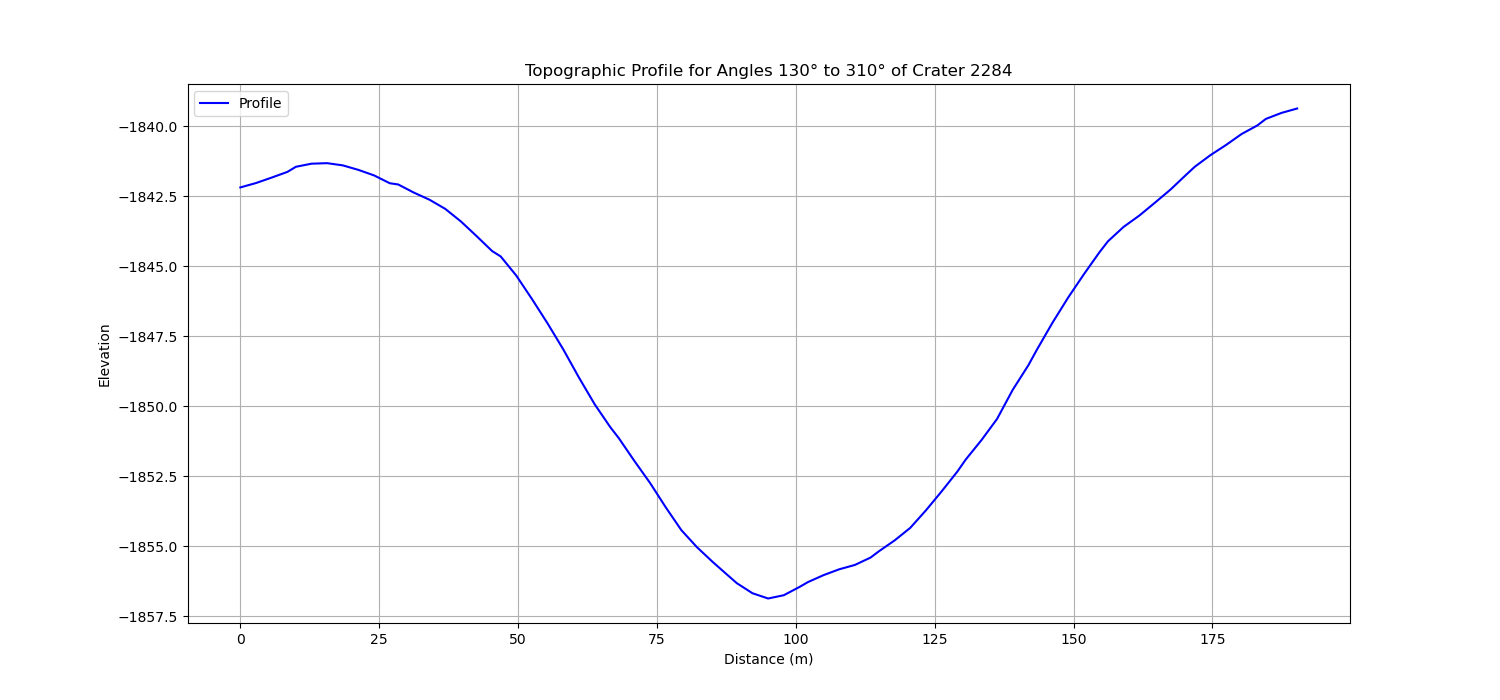 Topographic Profile for Angles 130° to 310° of Crater 2284
Profile
−1840.0
−1842.5
−1845.0
−1847.5
−1850.0
−1852.5
−1855.0
−1857.5
Elevation
0 25 50 75 100 125 150 175
Distance (m)